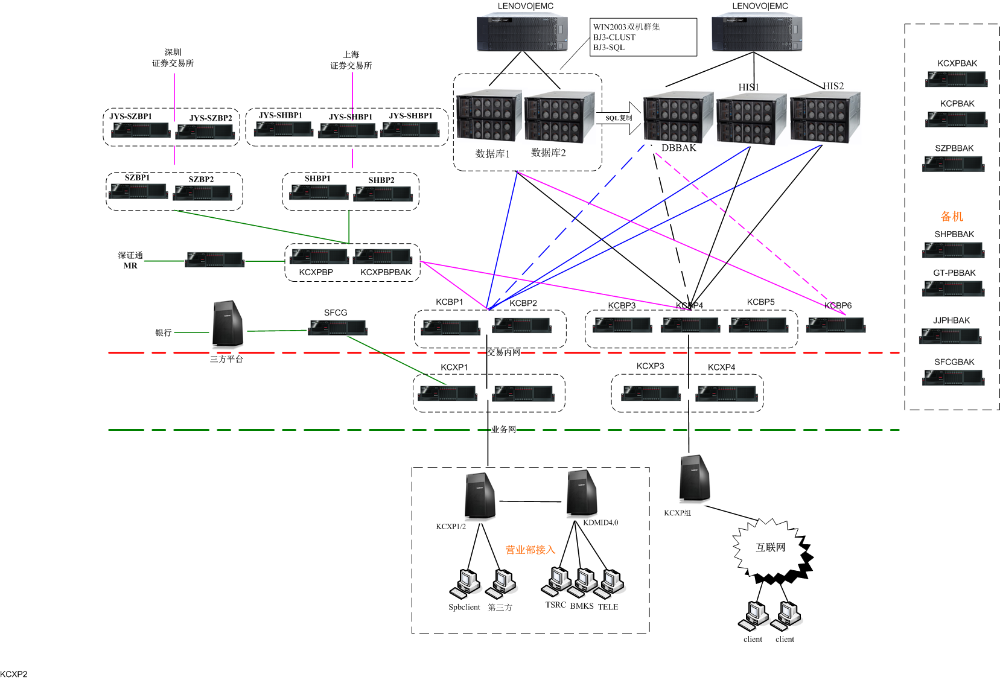 LENOVO|EMC
LENOVO|EMC
WIN2003双机群集
BJ3-CLUST
BJ3-SQL
深圳
证券交易所
上海
证券交易所
KCXPBAK
KCPBAK
SZPBBAK
备机
SHPBBAK
GT-PBBAK
JJPHBAK
SFCGBAK
JYS-SZBP1
JYS-SZBP2
JYS-SHBP1
JYS-SHBP1
JYS-SHBP1
HIS1
HIS2
SQL复制
数据库1
数据库2
DBBAK
SZBP1
SZBP2
SHBP1
SHBP2
深证通
MR
KCXPBP
KCXPBPBAK
KCBP1
KCBP2
KCBP3
KCBP4
KCBP5
KCBP6
SFCG
银行
三方平台
交易内网
KCXP1
KCXP3
KCXP4
业务网
KCXP1/2
KDMID4.0
KCXP组
营业部接入
互联网
Spbclient
第三方
TSRC
BMKS
TELE
client
client
KCXP2